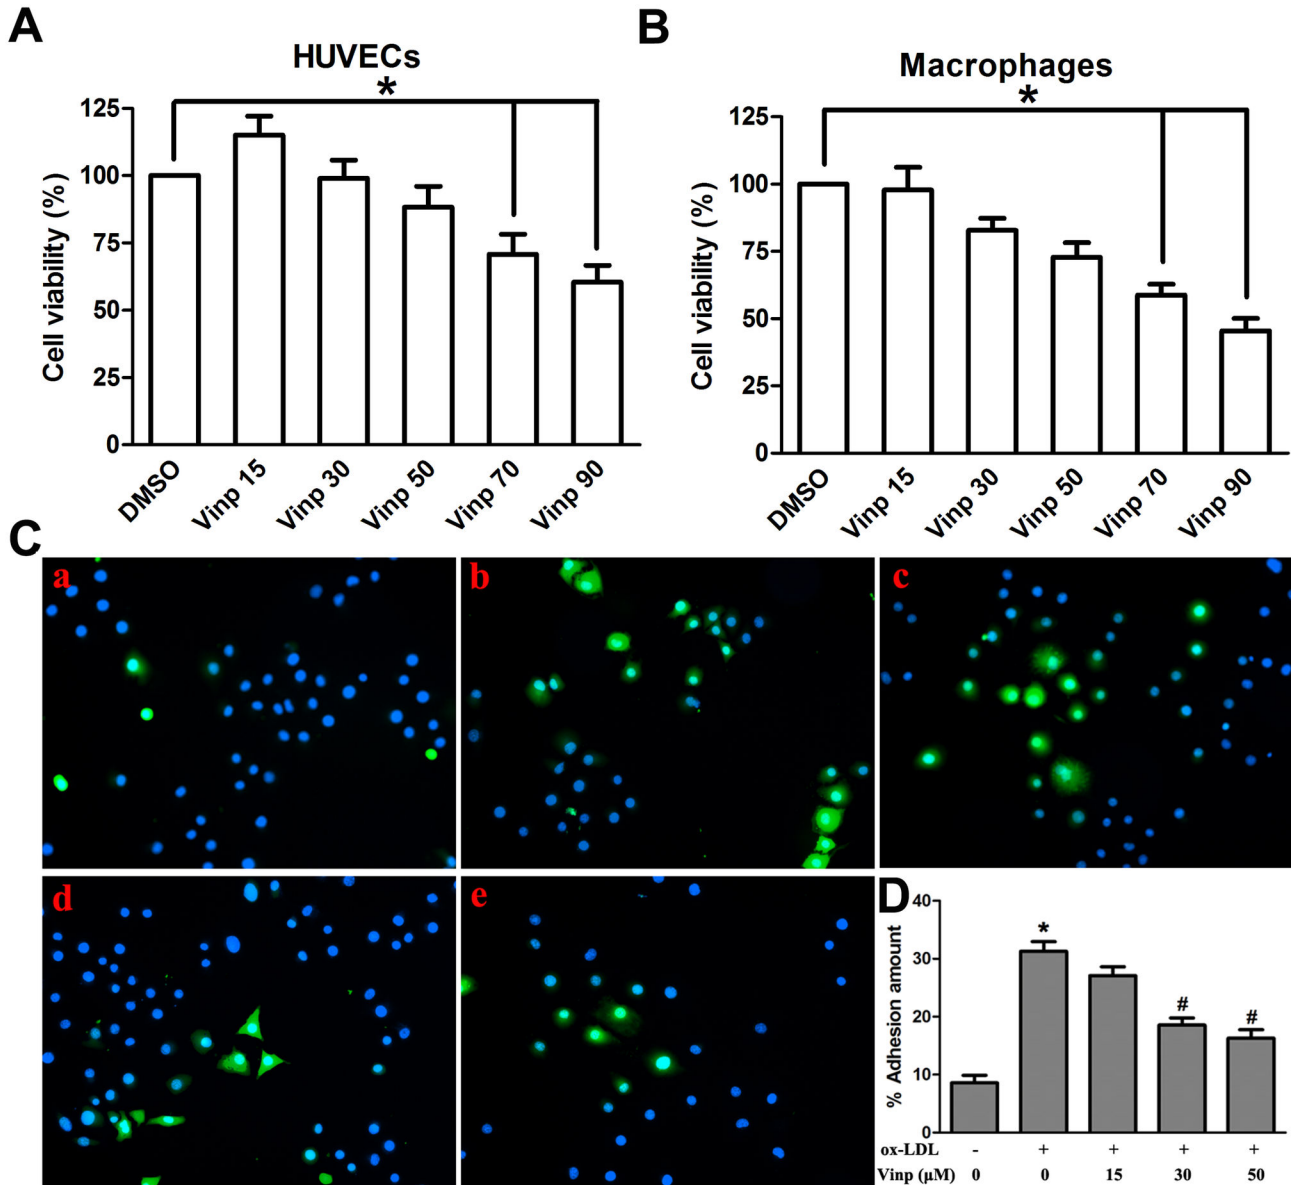 A
HUVECs
*
Cell viability (%)
125
100
75
50
25
0
DMSO
Vinp 15
Vinp 30
Vinp 50
Vinp 70
Vinp 90
B
Macrophages
*
Cell viability (%)
125
100
75
50
25
0
DMSO
Vinp 15
Vinp 30
Vinp 50
Vinp 70
Vinp 90
C
a
b
c
d
e
D
% Adhesion amount
40
30
20
10
0
*
#
#
ox-LDL - + + + +
Vinp (μM) 0 0 15 30 50